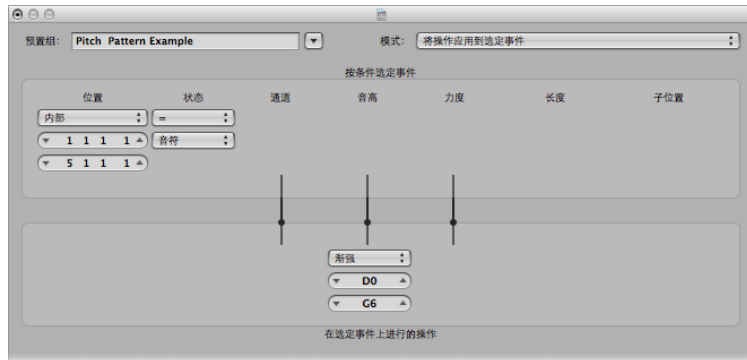 预置组: Pitch Pattern Example 模式: 将操作应用到选定事件
按条件选定事件
位置 状态 通道 音高 力度 长度 子位置
内部 =
1 1 1 1 音符
5 1 1 1
渐强
D0
G6
在选定事件上进行的操作